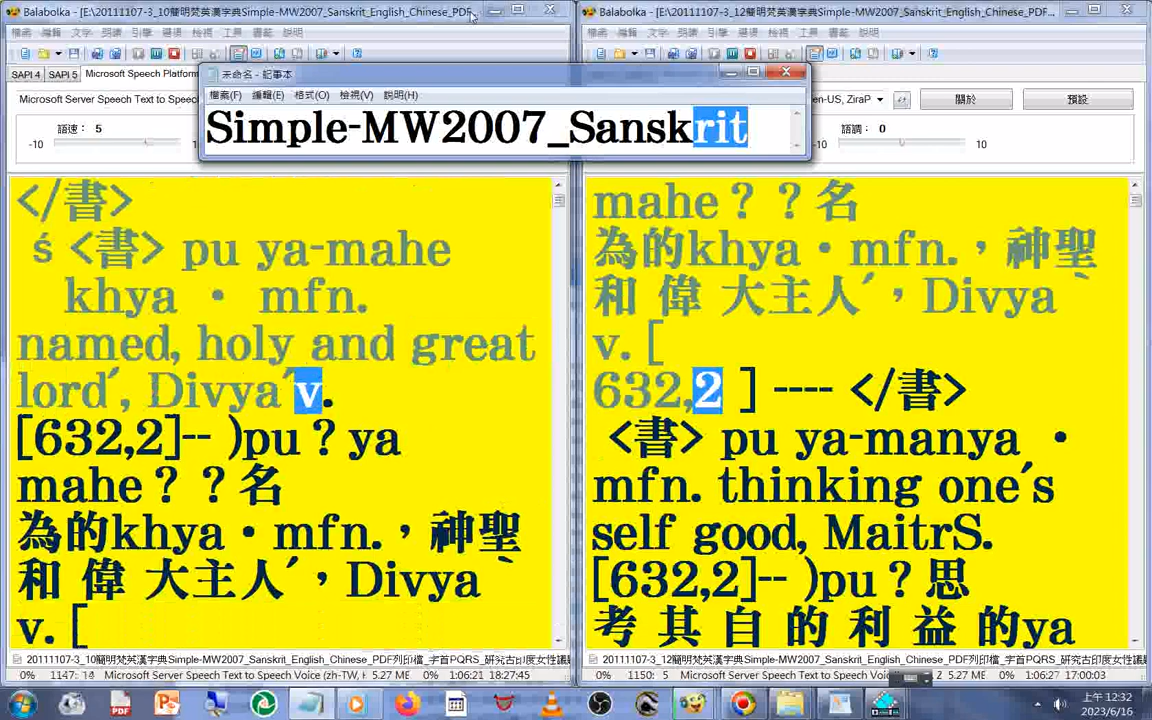 Balabolka - [E:\20111107-3_10簡明梵英漢字典Simple-MW2007_Sanskrit_English_Chinese_PDF...
Balabolka - [E:\20111107-3_12簡明梵英漢字典Simple-MW2007_Sanskrit_English_Chinese_PDF...
SAPI 4 SAPI 5 Microsoft Speech Platform
未命名 - 記事本
檔案(F) 編輯(E) 格式(O) 檢視(V) 說明(H)
Simple-MW2007_Sanskrit
Microsoft Server Speech Text to Speec
en-US, ZiraP
關於
預設
語速： 5
-10
語調： 0
10
</書>
ś <書> pu ya-mahe
khya • mfn.
named, holy and great
lord´, Divya´v.
[632,2]-- )pu？ya
mahe？？名
為的khya • mfn.，神聖
和 偉 大主人´，Divya｀
v. [
mahe？？名
為的khya • mfn.，神聖
和 偉 大主人´，Divya｀
v. [
632,2 ] ---- </書>
<書> pu ya-manya •
mfn. thinking one´s
self good, MaitrS.
[632,2]-- )pu？思
考 其 自 的 利 益 的ya
20111107-3_10簡明梵英漢字典Simple-MW2007_Sanskrit_English_Chinese_PDF列印檔_字首PQRS_研究古印度女性議
20111107-3_12簡明梵英漢字典Simple-MW2007_Sanskrit_English_Chinese_PDF列印檔_字首PQRS_研究古印度女性議
0% 1147: 14 Microsoft Server Speech Text to Speech Voice (zh-TW, H 5.27 MB 1:06:21 18:27:45
0% 1150: 5 Microsoft Server Speech Text to Speech Voice 5.27 MB 1:06:21 17:00:03
上午 12:32
2023/6/16